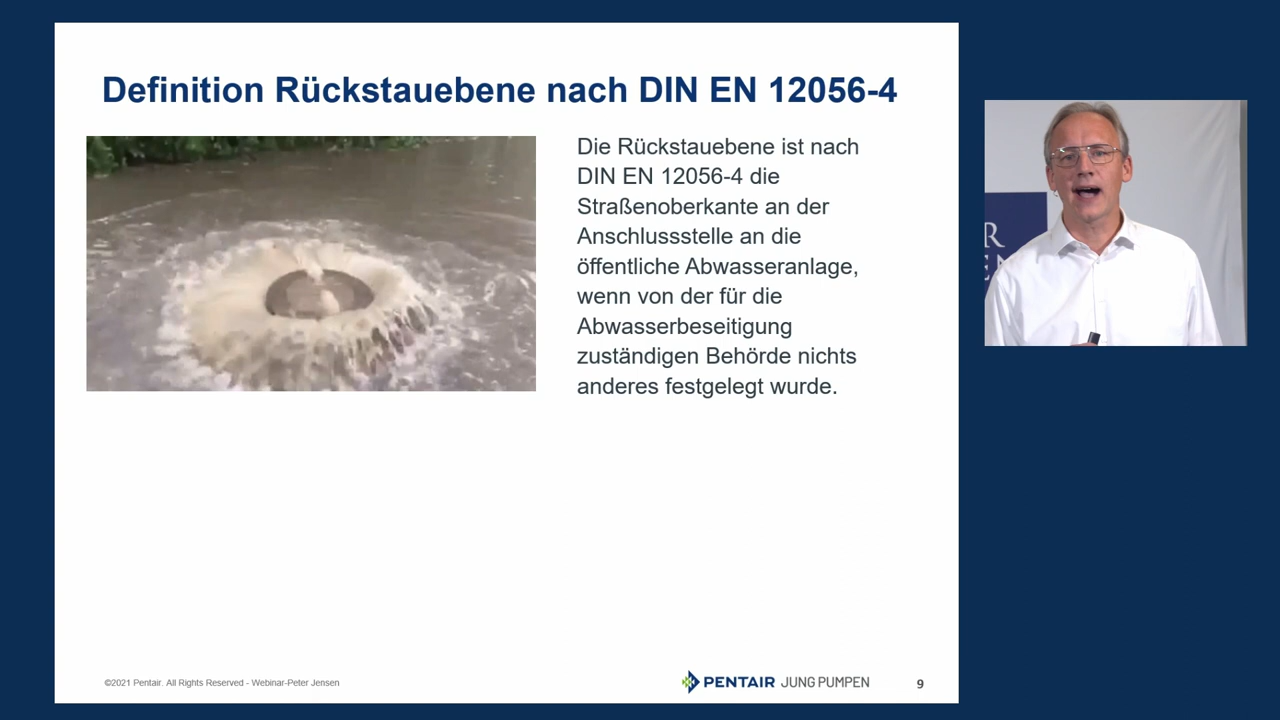 Definition Rückstauebene nach DIN EN 12056-4
Die Rückstauebene ist nach
DIN EN 12056-4 die
Straßenoberkante an der
Anschlussstelle an die
öffentliche Abwasseranlage,
wenn von der für die
Abwasserbeseitigung
zuständigen Behörde nichts
anderes festgelegt wurde.
©2021 Pentair. All Rights Reserved - Webinar-Peter Jensen
PENTAIR JUNG PUMPEN
9